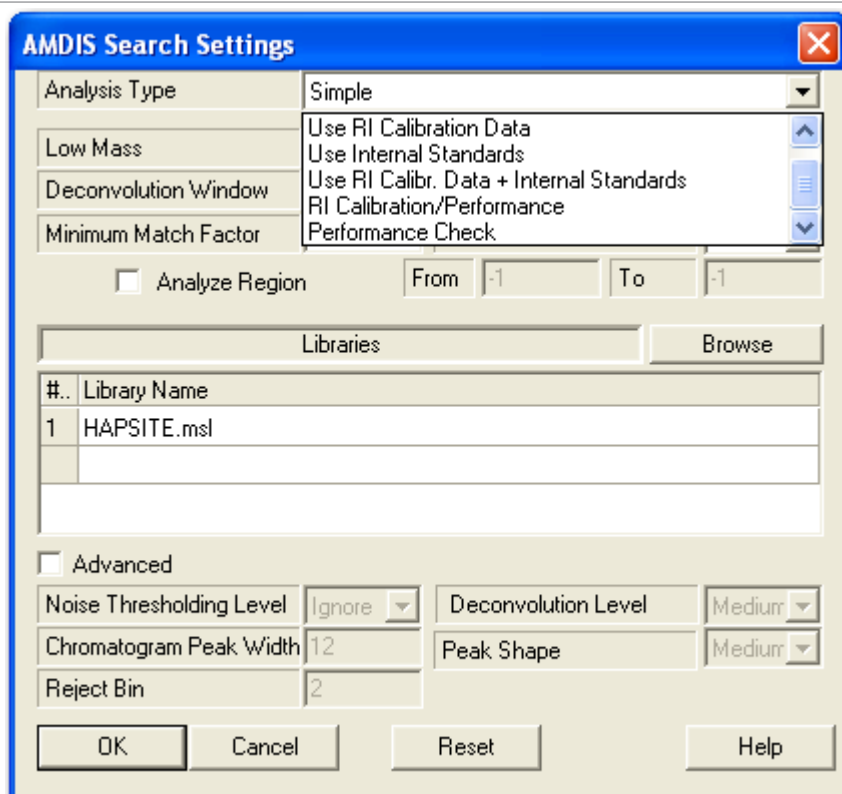 AMDIS Search Settings
Analysis Type Simple
Use RI Calibration Data
Low Mass Use Internal Standards
Deconvolution Window Use RI Calibr. Data + Internal Standards
RI Calibration/Performance
Minimum Match Factor Performance Check
Analyze Region From -1 To -1
Libraries Browse
#.. Library Name
1 HAPSITE.msl
Advanced
Noise Thresholding Level Ignore Deconvolution Level Medium
Chromatogram Peak Width 12 Peak Shape Medium
Reject Bin 2
OK Cancel Reset Help